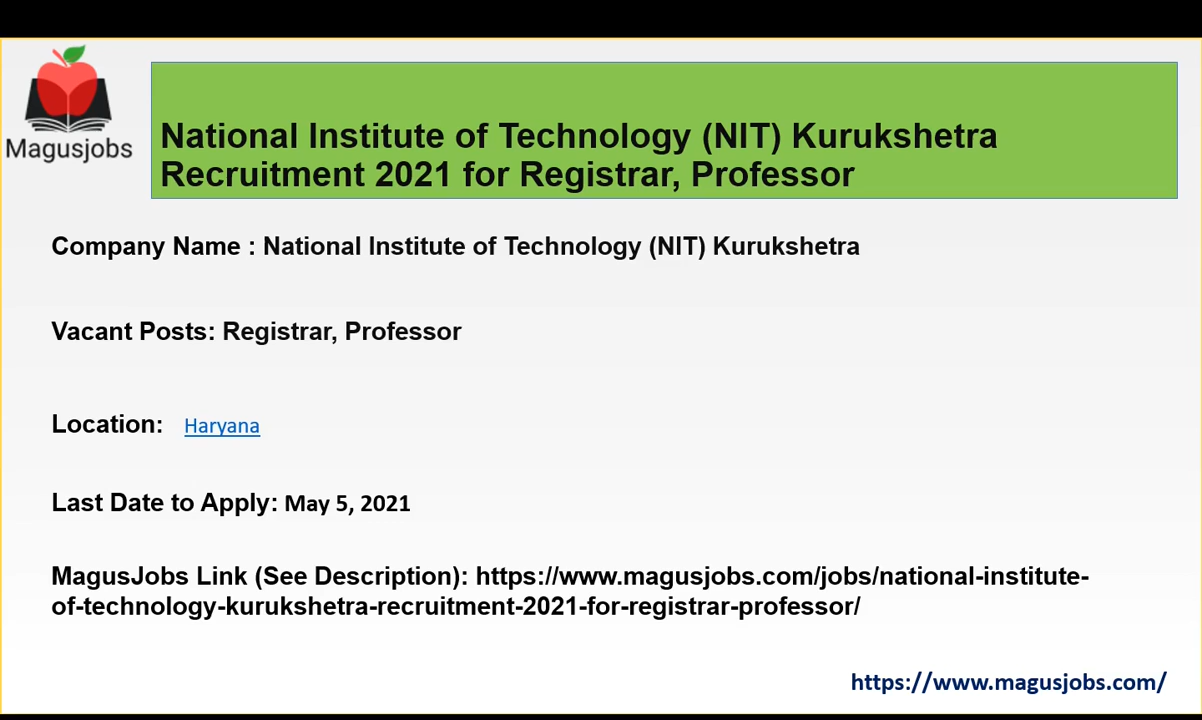 Magusjobs
National Institute of Technology (NIT) Kurukshetra
Recruitment 2021 for Registrar, Professor
Company Name : National Institute of Technology (NIT) Kurukshetra
Vacant Posts: Registrar, Professor
Location: Haryana
Last Date to Apply: May 5, 2021
MagusJobs Link (See Description): https://www.magusjobs.com/jobs/national-institute-
of-technology-kurukshetra-recruitment-2021-for-registrar-professor/
https://www.magusjobs.com/